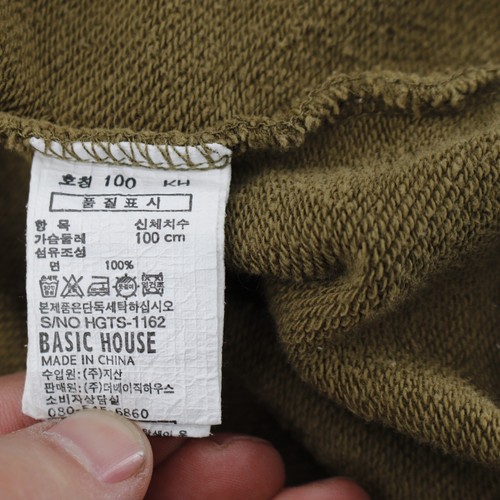 호칭 100 KH
품질표시
항 목 신체치수
가슴둘레 100 cm
섬유조성
면 100%
본제품은단독세탁하십시오
S/NO HGTS-1162
BASIC HOUSE
MADE IN CHINA
수입원: (주)지산
판매원: (주)더베이직하우스
소비자상담실